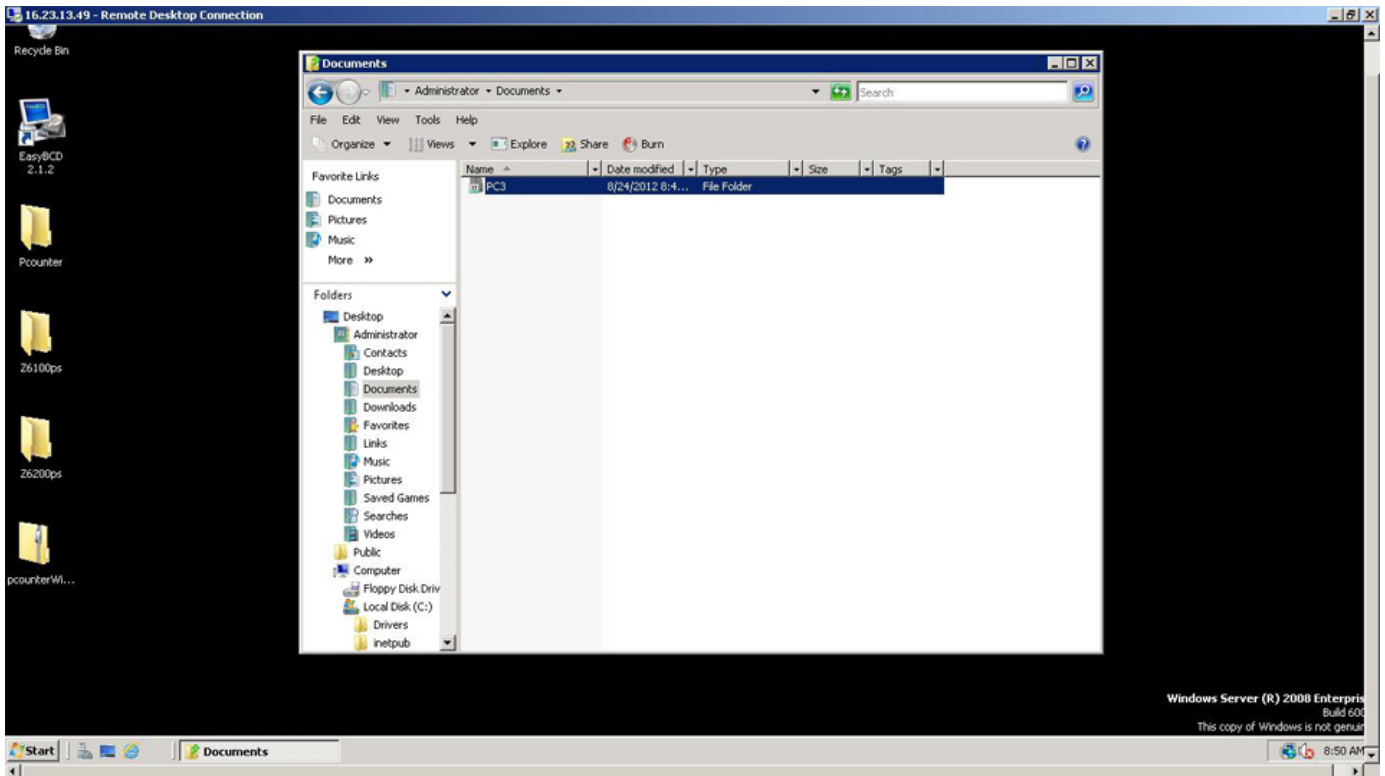 16.23.13.49 - Remote Desktop Connection
Recycle Bin
EasyBCD
2.1.2
Pcounter
Z6100ps
Z6200ps
pcounterWi...
Documents
Administrator Documents
Search
File Edit View Tools Help
Organize Views Explore Share Burn
Favorite Links
Documents
Pictures
Music
More »
Folders
Desktop
Administrator
Contacts
Desktop
Documents
Downloads
Favorites
Links
Music
Pictures
Saved Games
Searches
Videos
Public
Computer
Floppy Disk Driv
Local Disk (C:)
Drivers
inetpub
Name Date modified Type Size Tags
PC3 8/24/2012 8:4... File Folder
Windows Server (R) 2008 Enterpris
Build 600
This copy of Windows is not genuin
Start Documents 8:50 AM